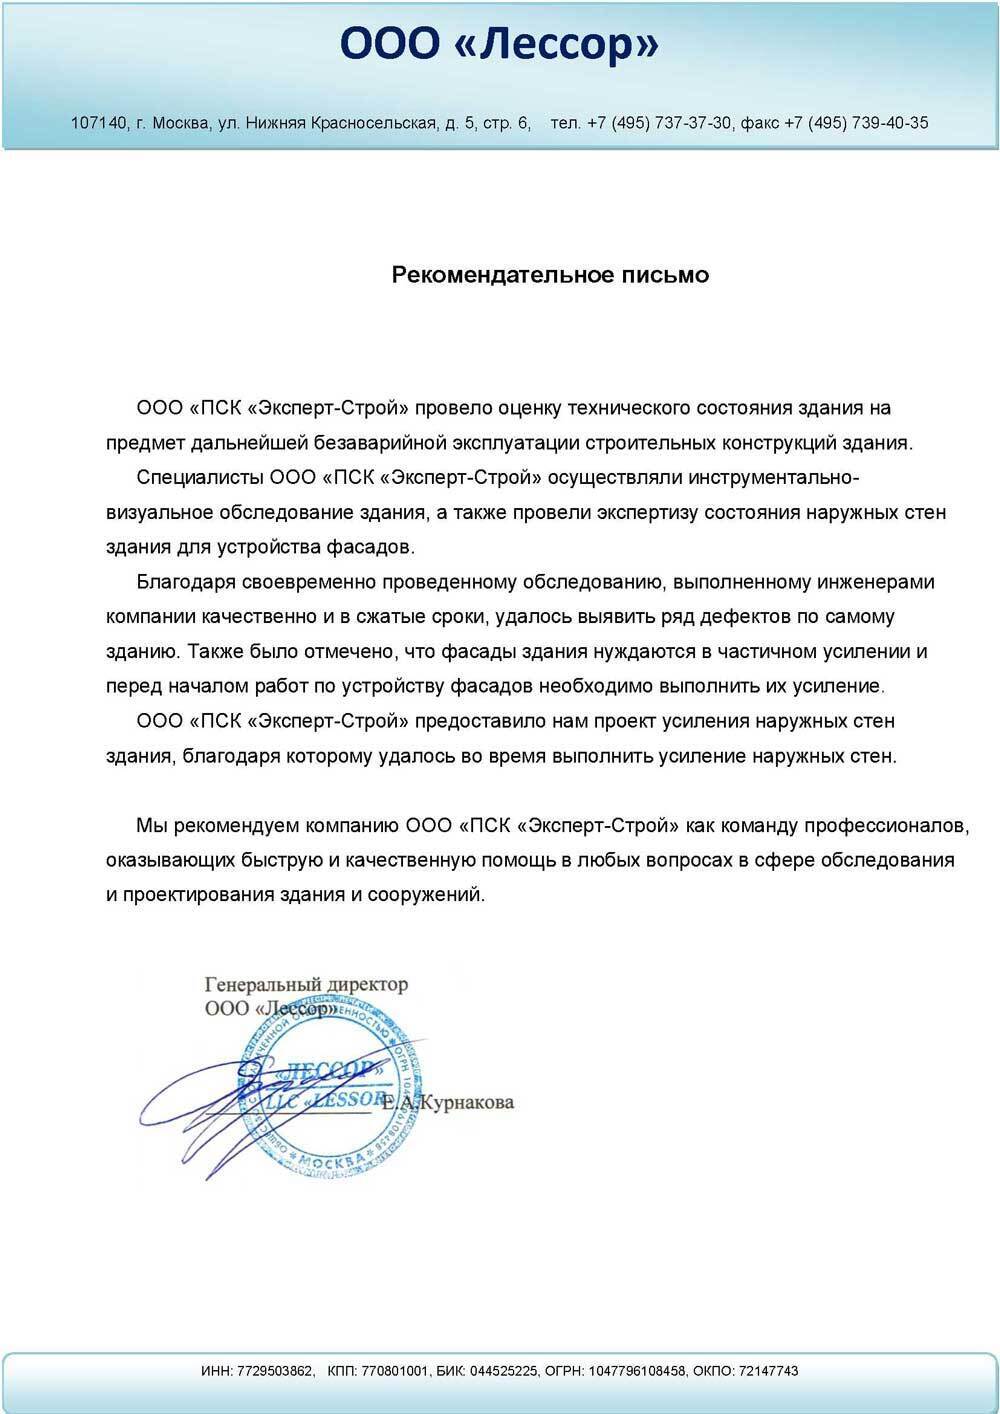 ООО «Лессор»
107140, г. Москва, ул. Нижняя Красносельская, д. 5, стр. 6, тел. +7 (495) 737-37-30, факс +7 (495) 739-40-35
Рекомендательное письмо
ООО «ПСК «Эксперт-Строй» провело оценку технического состояния здания на
предмет дальнейшей безаварийной эксплуатации строительных конструкций здания.
Специалисты ООО «ПСК «Эксперт-Строй» осуществляли инструментально-
визуальное обследование здания, а также провели экспертизу состояния наружных стен
здания для устройства фасадов.
Благодаря своевременно проведенному обследованию, выполненному инженерами
компании качественно и в сжатые сроки, удалось выявить ряд дефектов по самому
зданию. Также было отмечено, что фасады здания нуждаются в частичном усилении и
перед началом работ по устройству фасадов необходимо выполнить их усиление.
ООО «ПСК «Эксперт-Строй» предоставило нам проект усиления наружных стен
здания, благодаря которому удалось во время выполнить усиление наружных стен.
Мы рекомендуем компанию ООО «ПСК «Эксперт-Строй» как команду профессионалов,
оказывающих быструю и качественную помощь в любых вопросах в сфере обследования
и проектирования здания и сооружений.
Генеральный директор
ООО «Лессор»
«ЛЕССОР»
LLC «LESSOR
Е.А.Курнакова
* МОСКВА *
ИНН: 7729503862, КПП: 770801001, БИК: 044525225, ОГРН: 1047796108458, ОКПО: 72147743